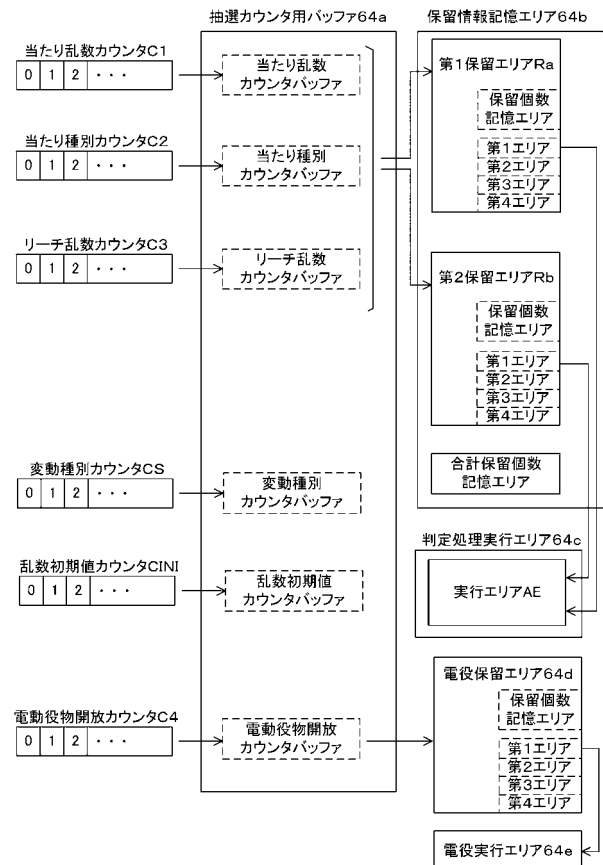 抽選カウンタ用バッファ64a
保留情報記憶エリア64b
当たり乱数カウンタC1
0 1 2 ・・・
当たり乱数
カウンタバッファ
第1保留エリアRa
保留個数
記憶エリア
第1エリア
第2エリア
第3エリア
第4エリア
当たり種別カウンタC2
0 1 2 ・・・
当たり種別
カウンタバッファ
リーチ乱数カウンタC3
0 1 2 ・・・
リーチ乱数
カウンタバッファ
第2保留エリアRb
保留個数
記憶エリア
第1エリア
第2エリア
第3エリア
第4エリア
合計保留個数
記憶エリア
変動種別カウンタCS
0 1 2 ・・・
変動種別
カウンタバッファ
乱数初期値カウンタCINI
0 1 2 ・・・
乱数初期値
カウンタバッファ
判定処理実行エリア64c
実行エリアAE
電動役物開放カウンタC4
0 1 2 ・・・
電動役物開放
カウンタバッファ
電役保留エリア64d
保留個数
記憶エリア
第1エリア
第2エリア
第3エリア
第4エリア
電役実行エリア64e